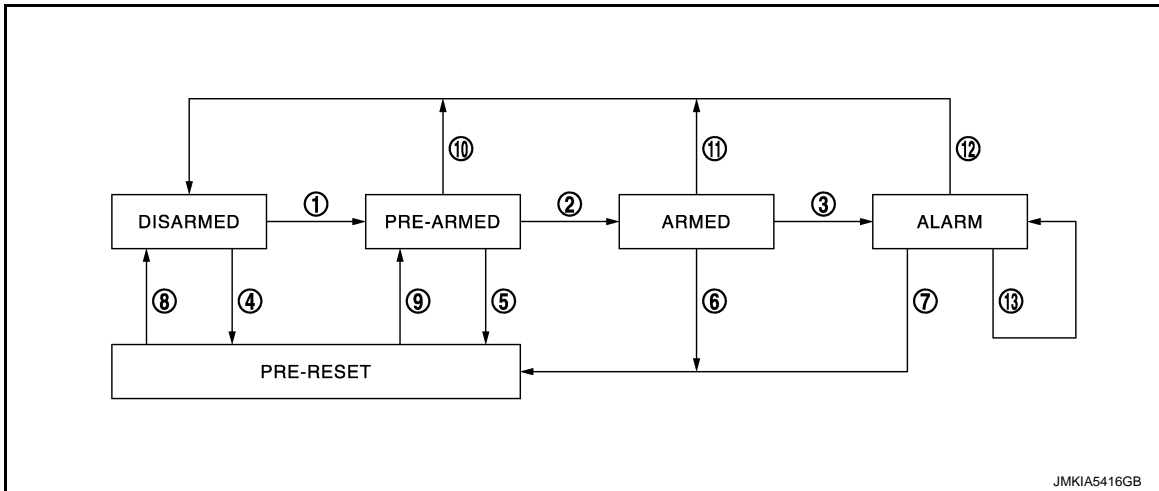 ⑩ ⑪ ⑫
DISARMED ① PRE-ARMED ② ARMED ③ ALARM
⑧ ④ ⑨ ⑤ ⑥ ⑦ ⑬
PRE-RESET
JMKIA5416GB